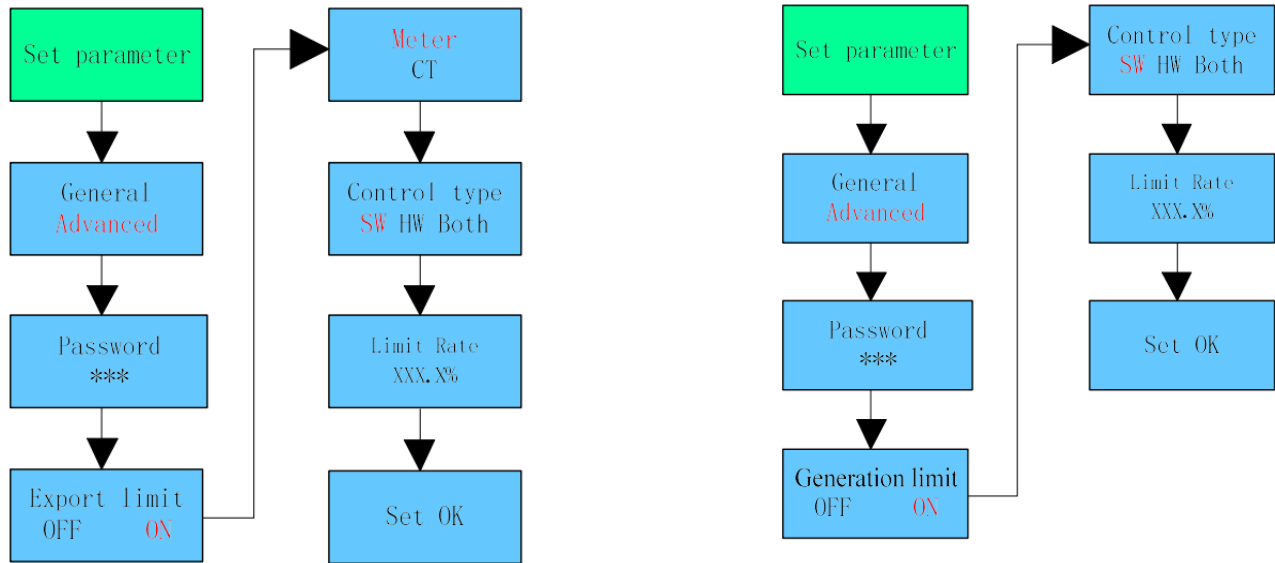 Set parameter
General
Advanced
Password
***
Export limit
OFF ON
Meter
CT
Control type
SW HW Both
Limit Rate
XXX.X%
Set OK
Set parameter
General
Advanced
Password
***
Generation limit
OFF ON
Control type
SW HW Both
Limit Rate
XXX.X%
Set OK